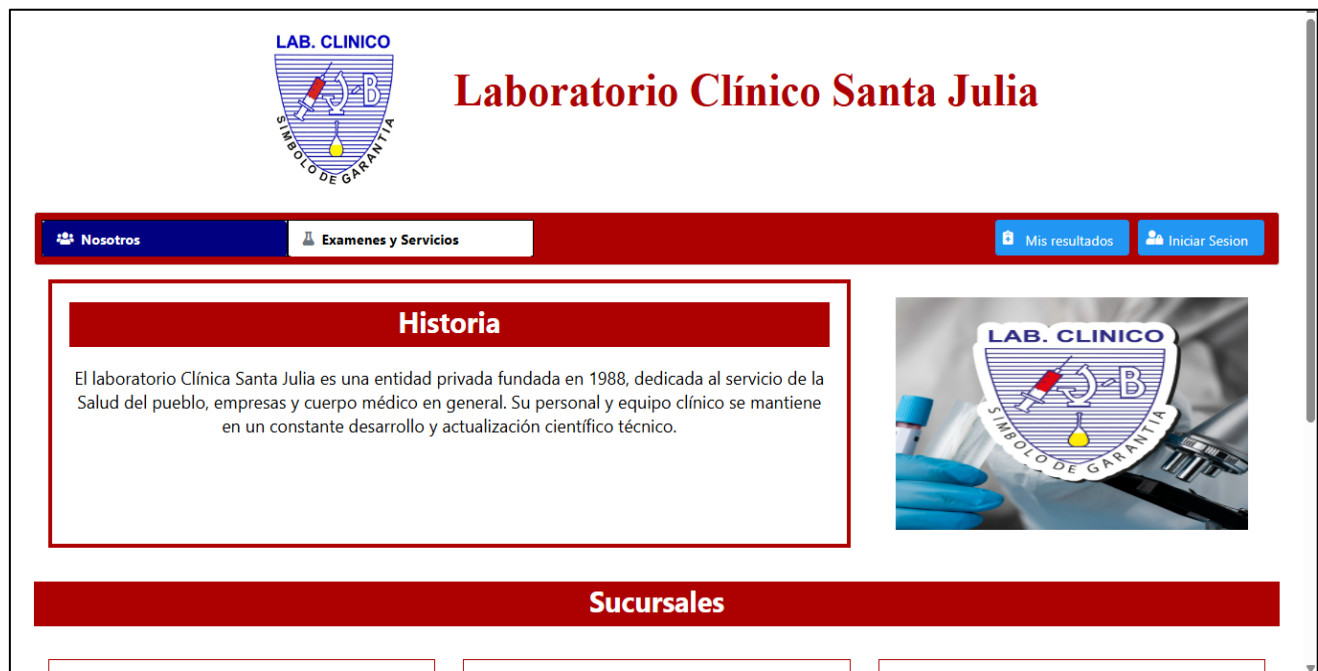 LAB. CLINICO
B
SIMBOLO DE GARANTIA
Laboratorio Clínico Santa Julia
Nosotros
Examenes y Servicios
Mis resultados
Iniciar Sesion
Historia
El laboratorio Clínica Santa Julia es una entidad privada fundada en 1988, dedicada al servicio de la
Salud del pueblo, empresas y cuerpo médico en general. Su personal y equipo clínico se mantiene
en un constante desarrollo y actualización científico técnico.
LAB. CLINICO
B
SIMBOLO DE GARANTIA
Sucursales